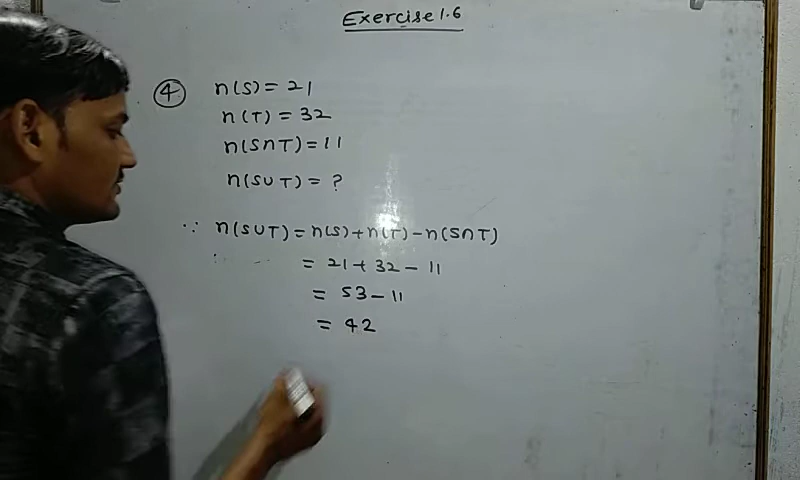 Exercise 1.6
④ n(S) = 21
n(T) = 32
n(S∩T) = 11
n(S∪T) = ?
∵ n(S∪T) = n(S)+n(T)-n(S∩T)
= 21+32-11
= 53-11
= 42